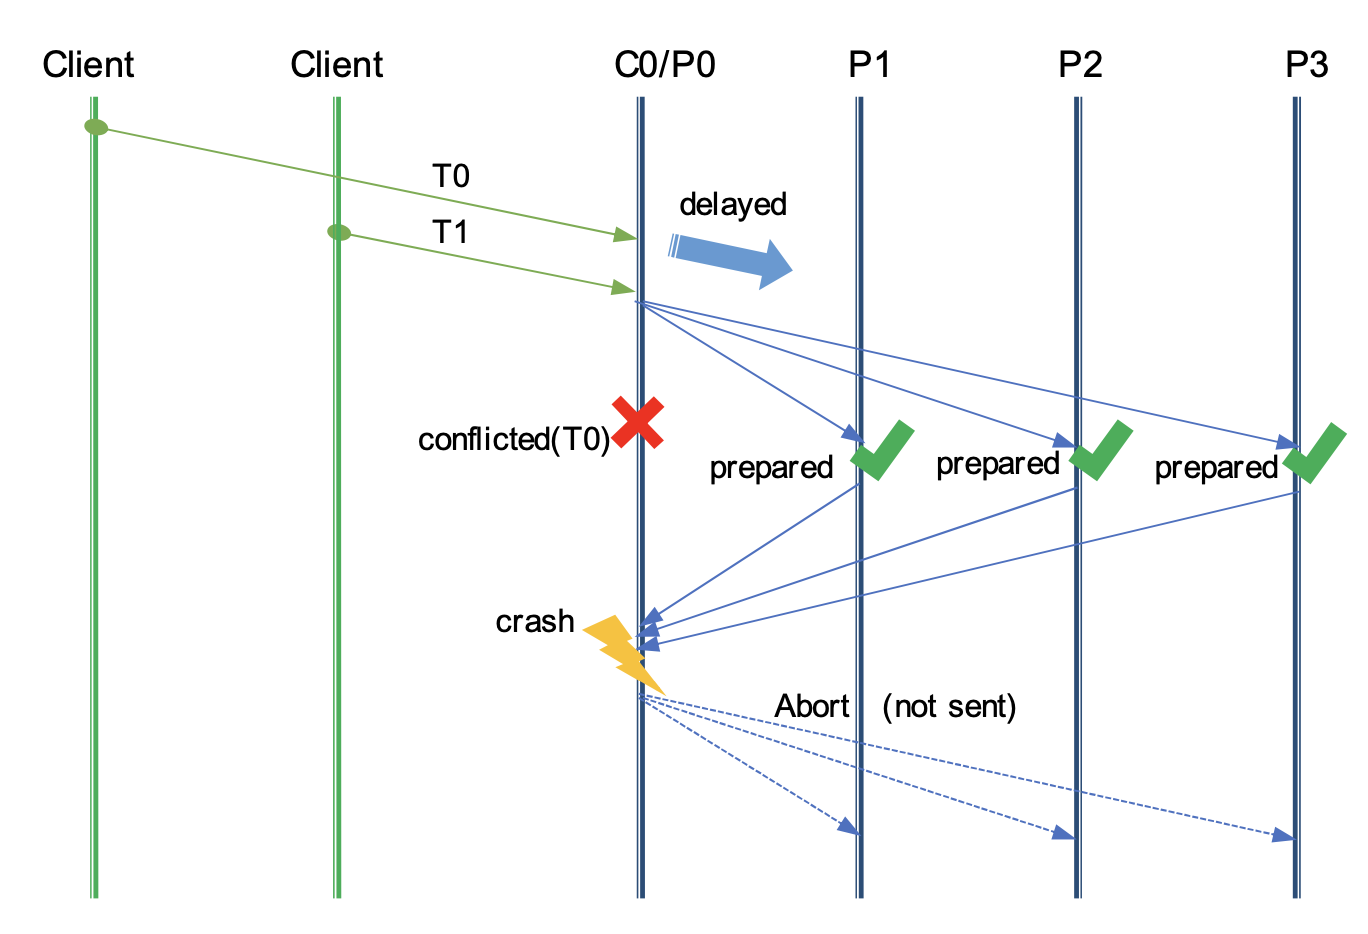 Client Client C0/P0 P1 P2 P3
T0
delayed
T1
conflicted(T0)
prepared prepared prepared
crash
Abort (not sent)